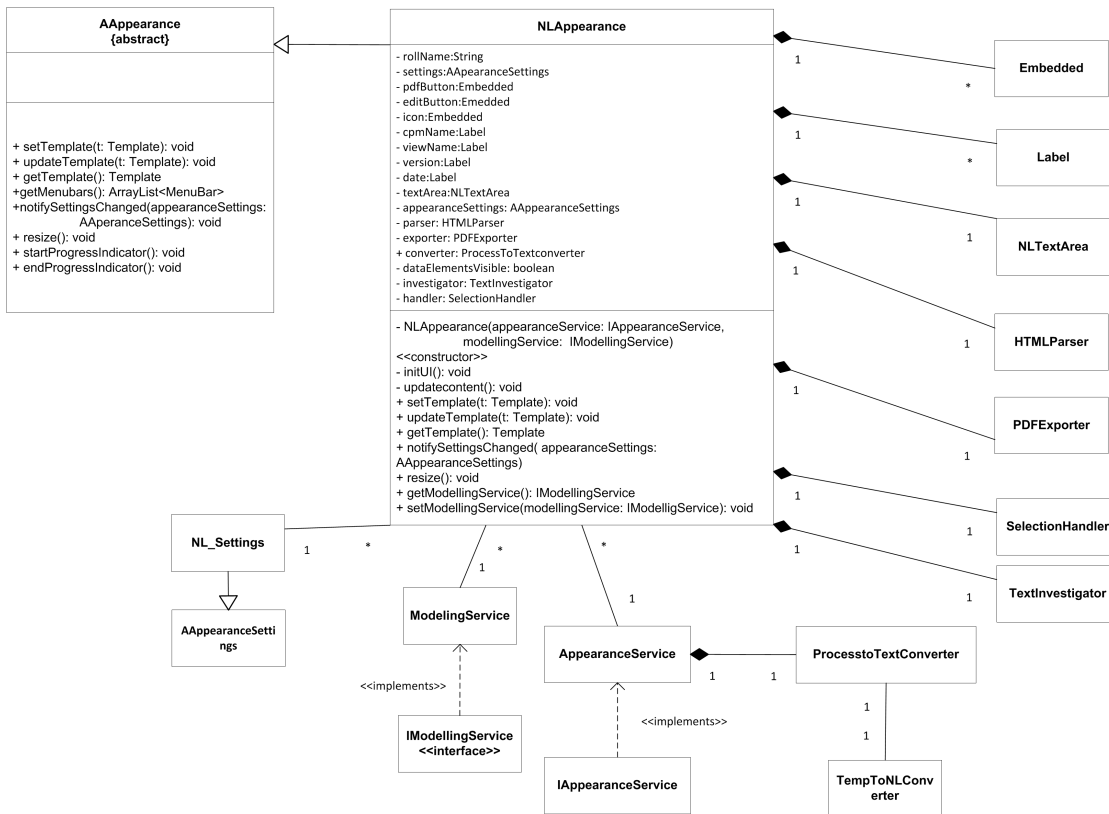 AAppearance
{abstract}
+ setTemplate(t: Template): void
+ updateTemplate(t: Template): void
+ getTemplate(): Template
+getMenubars(): ArrayList<MenuBar>
+notifySettingsChanged(appearanceSettings:
AAperanceSettings): void
+ resize(): void
+ startProgressIndicator(): void
+ endProgressIndicator(): void
NLAppearance
- rollName:String
- settings:AApearanceSettings
- pdfButton:Embedded
- editButton:Emedded
- icon:Embedded
- cpmName:Label
- viewName:Label
- version:Label
- date:Label
- textArea:NLTextArea
- appearanceSettings: AAppearanceSettings
- parser: HTMLParser
- exporter: PDFExporter
+ converter: ProcessToTextconverter
- dataElementsVisible: boolean
- investigator: TextInvestigator
- handler: SelectionHandler
- NLAppearance(appearanceService: IAppearanceService,
modellingService:  IModellingService)
<<constructor>>
- initUI(): void
- updatecontent(): void
+ setTemplate(t: Template): void
+ updateTemplate(t: Template): void
+ getTemplate(): Template
+ notifySettingsChanged( appearanceSettings:
AAppearanceSettings)
+ resize(): void
+ getModellingService(): IModellingService
+ setModellingService(modellingService: IModelligService): void
1
*
Embedded
1
*
Label
1
1
NLTextArea
1
1
HTMLParser
1
1
PDFExporter
1
1
SelectionHandler
1
1
TextInvestigator
NL_Settings
1
*
AAppearanceSetti
ngs
*
1
ModelingService
<<implements>>
IModellingService
<<interface>>
*
1
AppearanceService
1
1
ProcesstoTextConverter
<<implements>>
IAppearanceService
1
1
TempToNLConv
erter